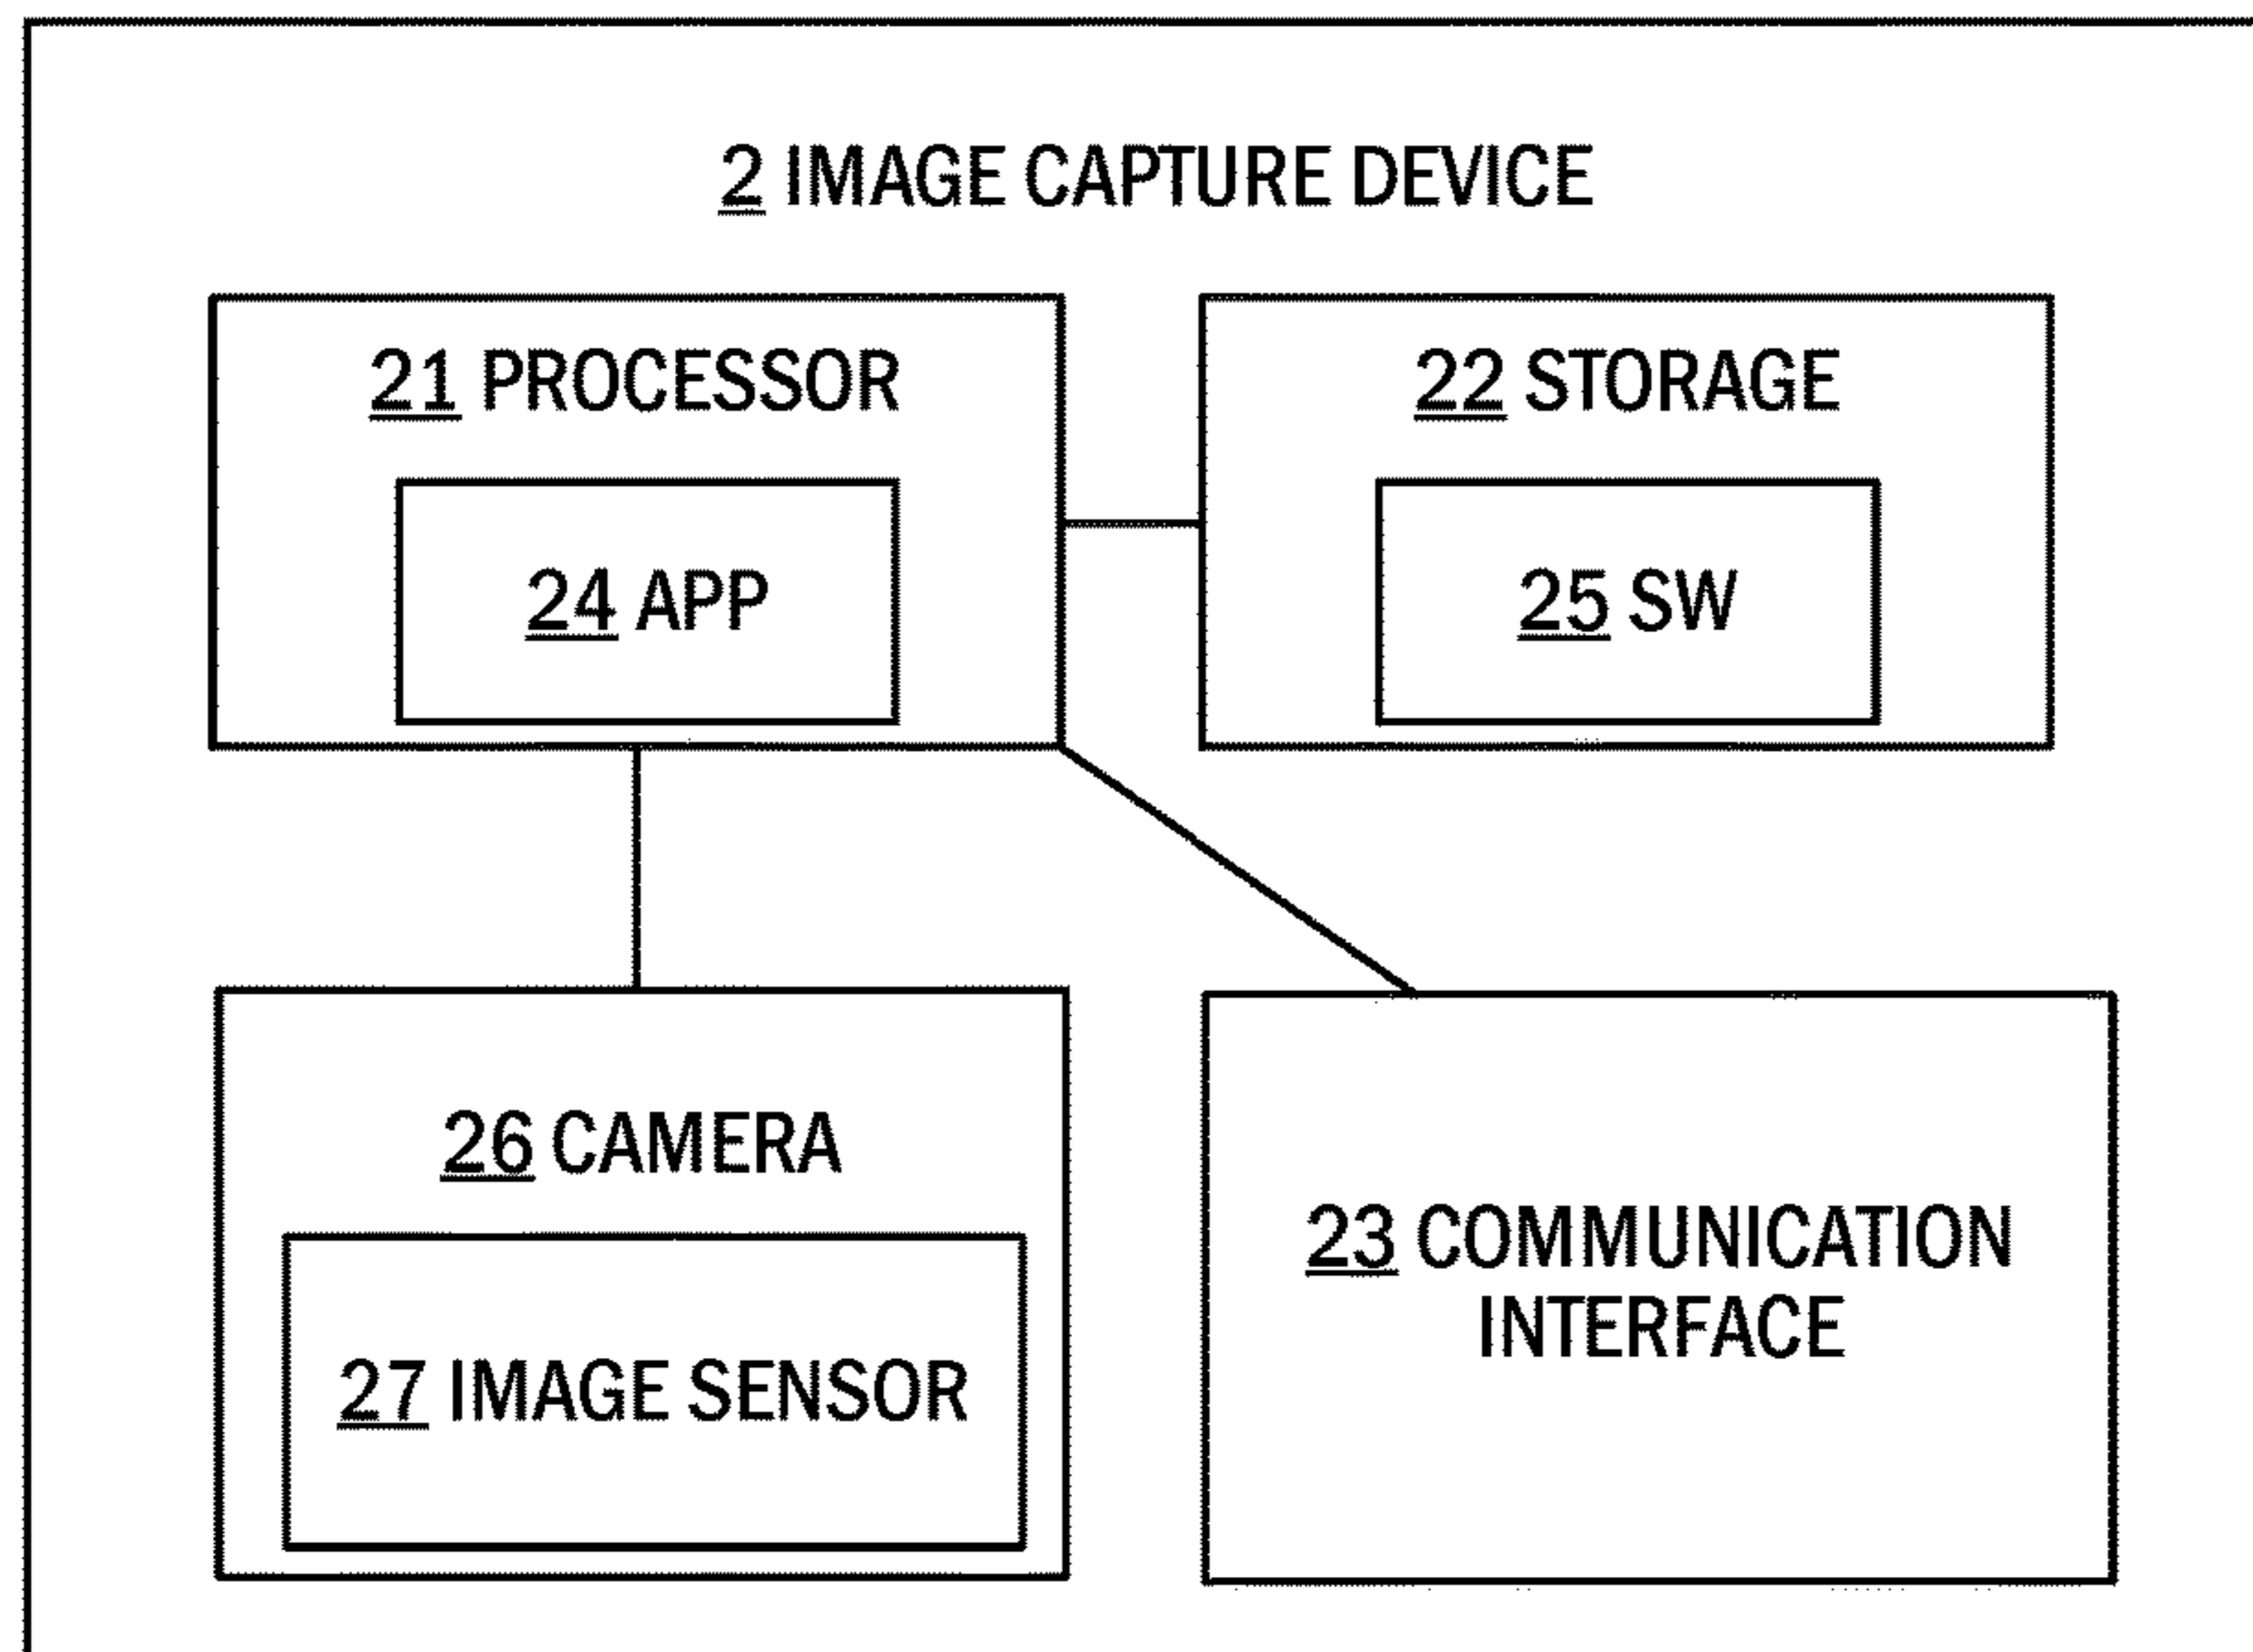 2 IMAGE CAPTURE DEVICE
21 PROCESSOR
24 APP
22 STORAGE
25 SW
26 CAMERA
27 IMAGE SENSOR
23 COMMUNICATION
INTERFACE